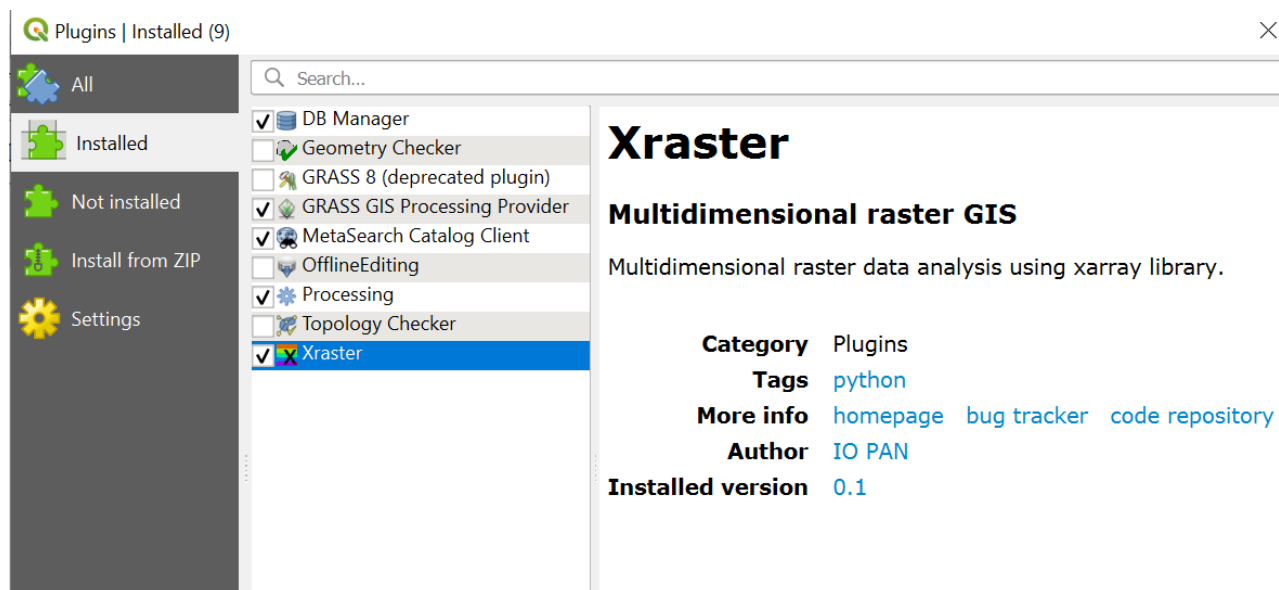 Plugins | Installed (9)
All
Installed
Not installed
Install from ZIP
Settings
Search...
DB Manager
Geometry Checker
GRASS 8 (deprecated plugin)
GRASS GIS Processing Provider
MetaSearch Catalog Client
OfflineEditing
Processing
Topology Checker
Xraster
Xraster
Multidimensional raster GIS
Multidimensional raster data analysis using xarray library.
Category Plugins
Tags python
More info homepage bug tracker code repository
Author IO PAN
Installed version 0.1